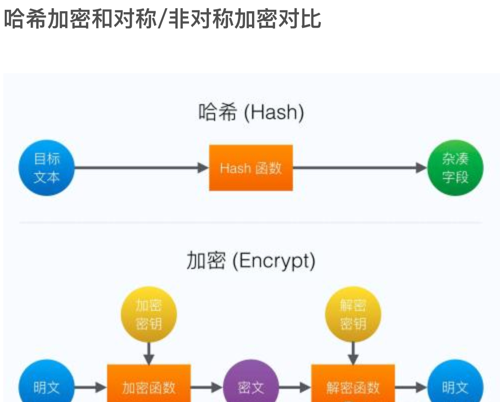 哈希加密和对称/非对称加密对比
哈希 (Hash)
目标
文本
Hash 函数
杂凑
字段
加密 (Encrypt)
加密
密钥
解密
密钥
明文
加密函数
密文
解密函数
明文